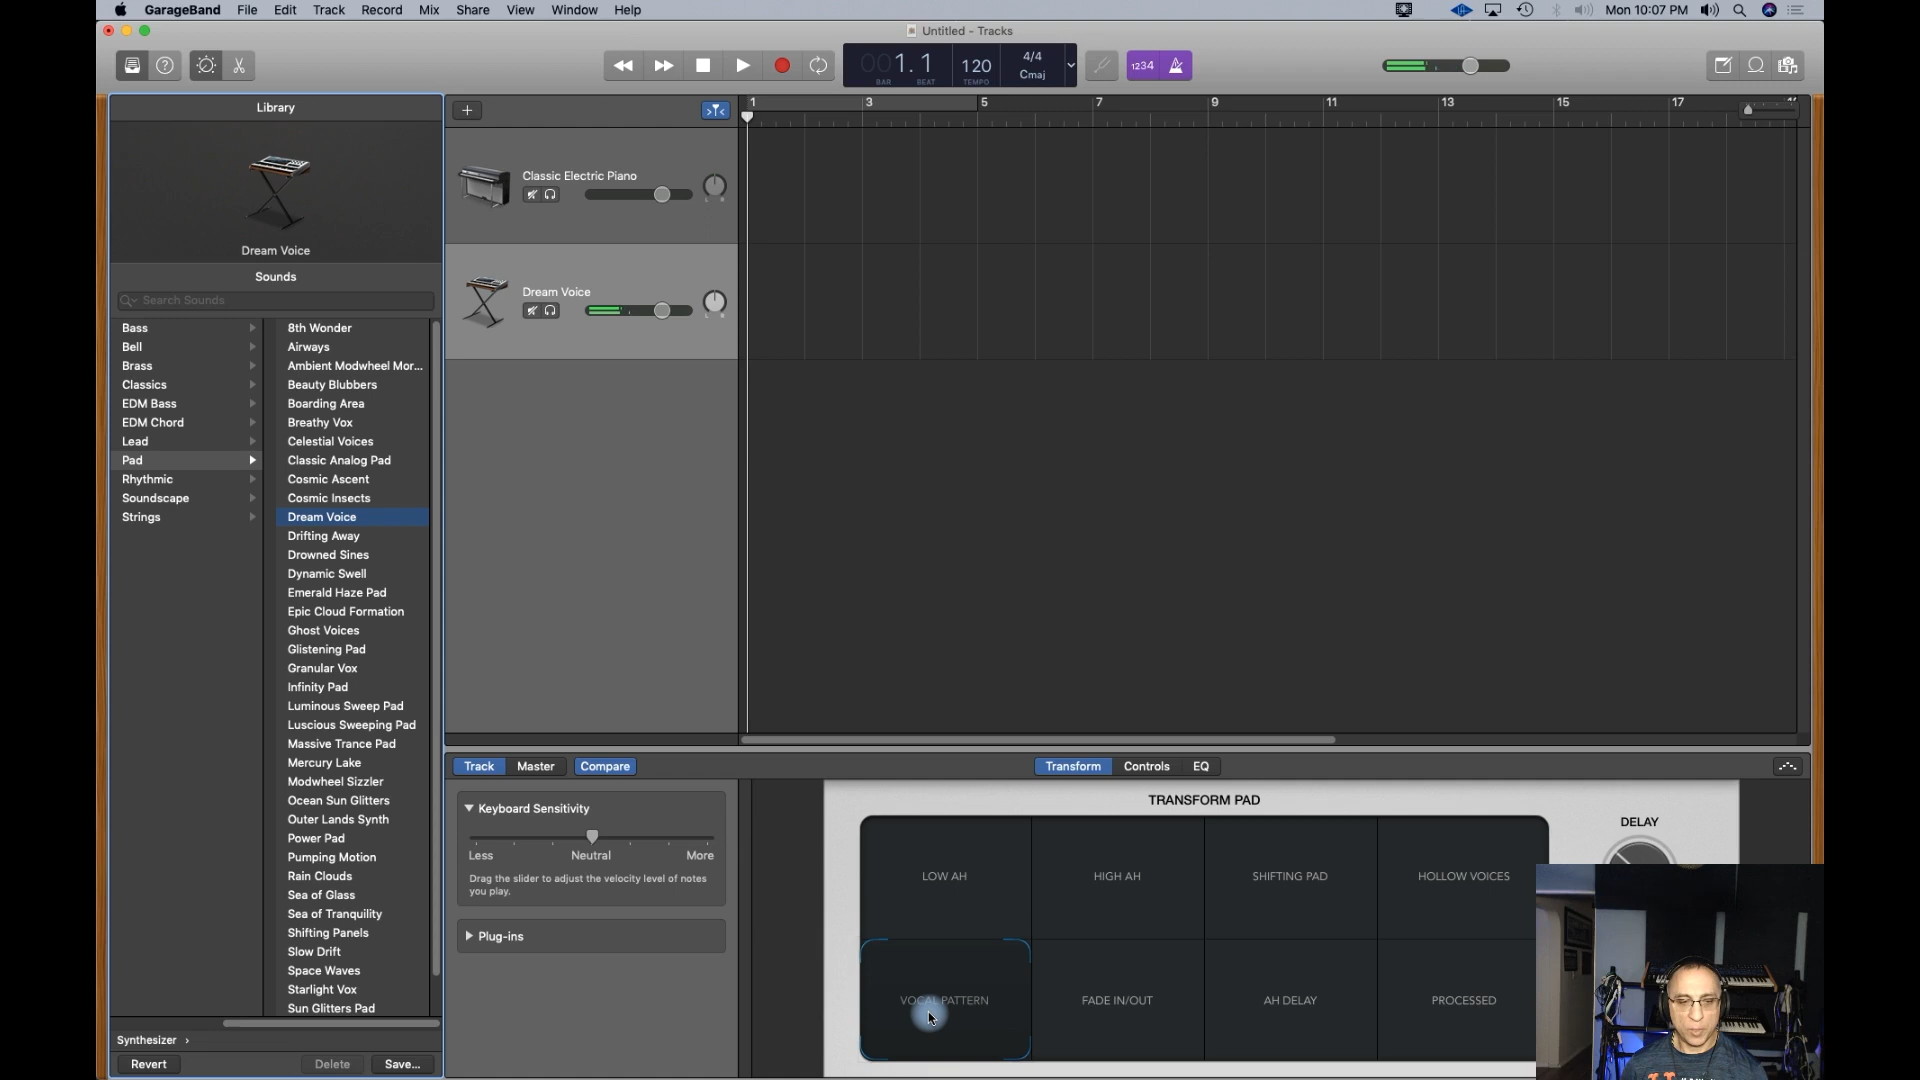 GarageBand File Edit Track Record Mix Share View Window Help
Mon 10:07 PM
Untitled - Tracks
001.1
BAR BEAT
120
TEMPO
4/4
Cmaj
1234
Library
Dream Voice
Sounds
Search Sounds
Bass
Bell
Brass
Classics
EDM Bass
EDM Chord
Lead
Pad
Rhythmic
Soundscape
Strings
8th Wonder
Airways
Ambient Modwheel Mor...
Beauty Blubbers
Boarding Area
Breathy Vox
Celestial Voices
Classic Analog Pad
Cosmic Ascent
Cosmic Insects
Dream Voice
Drifting Away
Drowned Sines
Dynamic Swell
Emerald Haze Pad
Epic Cloud Formation
Ghost Voices
Glistening Pad
Granular Vox
Infinity Pad
Luminous Sweep Pad
Luscious Sweeping Pad
Massive Trance Pad
Mercury Lake
Modwheel Sizzler
Ocean Sun Glitters
Outer Lands Synth
Power Pad
Pumping Motion
Rain Clouds
Sea of Glass
Sea of Tranquility
Shifting Panels
Slow Drift
Space Waves
Starlight Vox
Sun Glitters Pad
Synthesizer ›
Revert Delete Save...
1 3 5 7 9 11 13 15 17
Classic Electric Piano
L R
Dream Voice
L R
Track Master Compare
Transform Controls EQ
Keyboard Sensitivity
Less Neutral More
Drag the slider to adjust the velocity level of notes
you play.
Plug-ins
TRANSFORM PAD
DELAY
LOW AH HIGH AH SHIFTING PAD HOLLOW VOICES
VOCAL PATTERN FADE IN/OUT AH DELAY PROCESSED